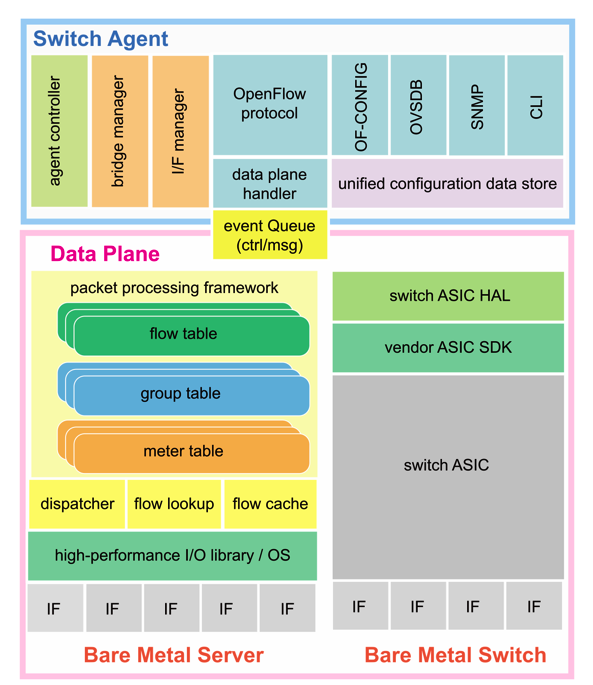 Switch Agent
agent controller
bridge manager
I/F manager
OpenFlow
protocol
OF-CONFIG
OVSDB
SNMP
CLI
data plane
handler
unified configuration data store
event Queue
(ctrl/msg)
Data Plane
packet processing framework
flow table
group table
meter table
dispatcher
flow lookup
flow cache
high-performance I/O library / OS
IF
IF
IF
IF
IF
Bare Metal Server
switch ASIC HAL
vendor ASIC SDK
switch ASIC
IF
IF
IF
IF
Bare Metal Switch